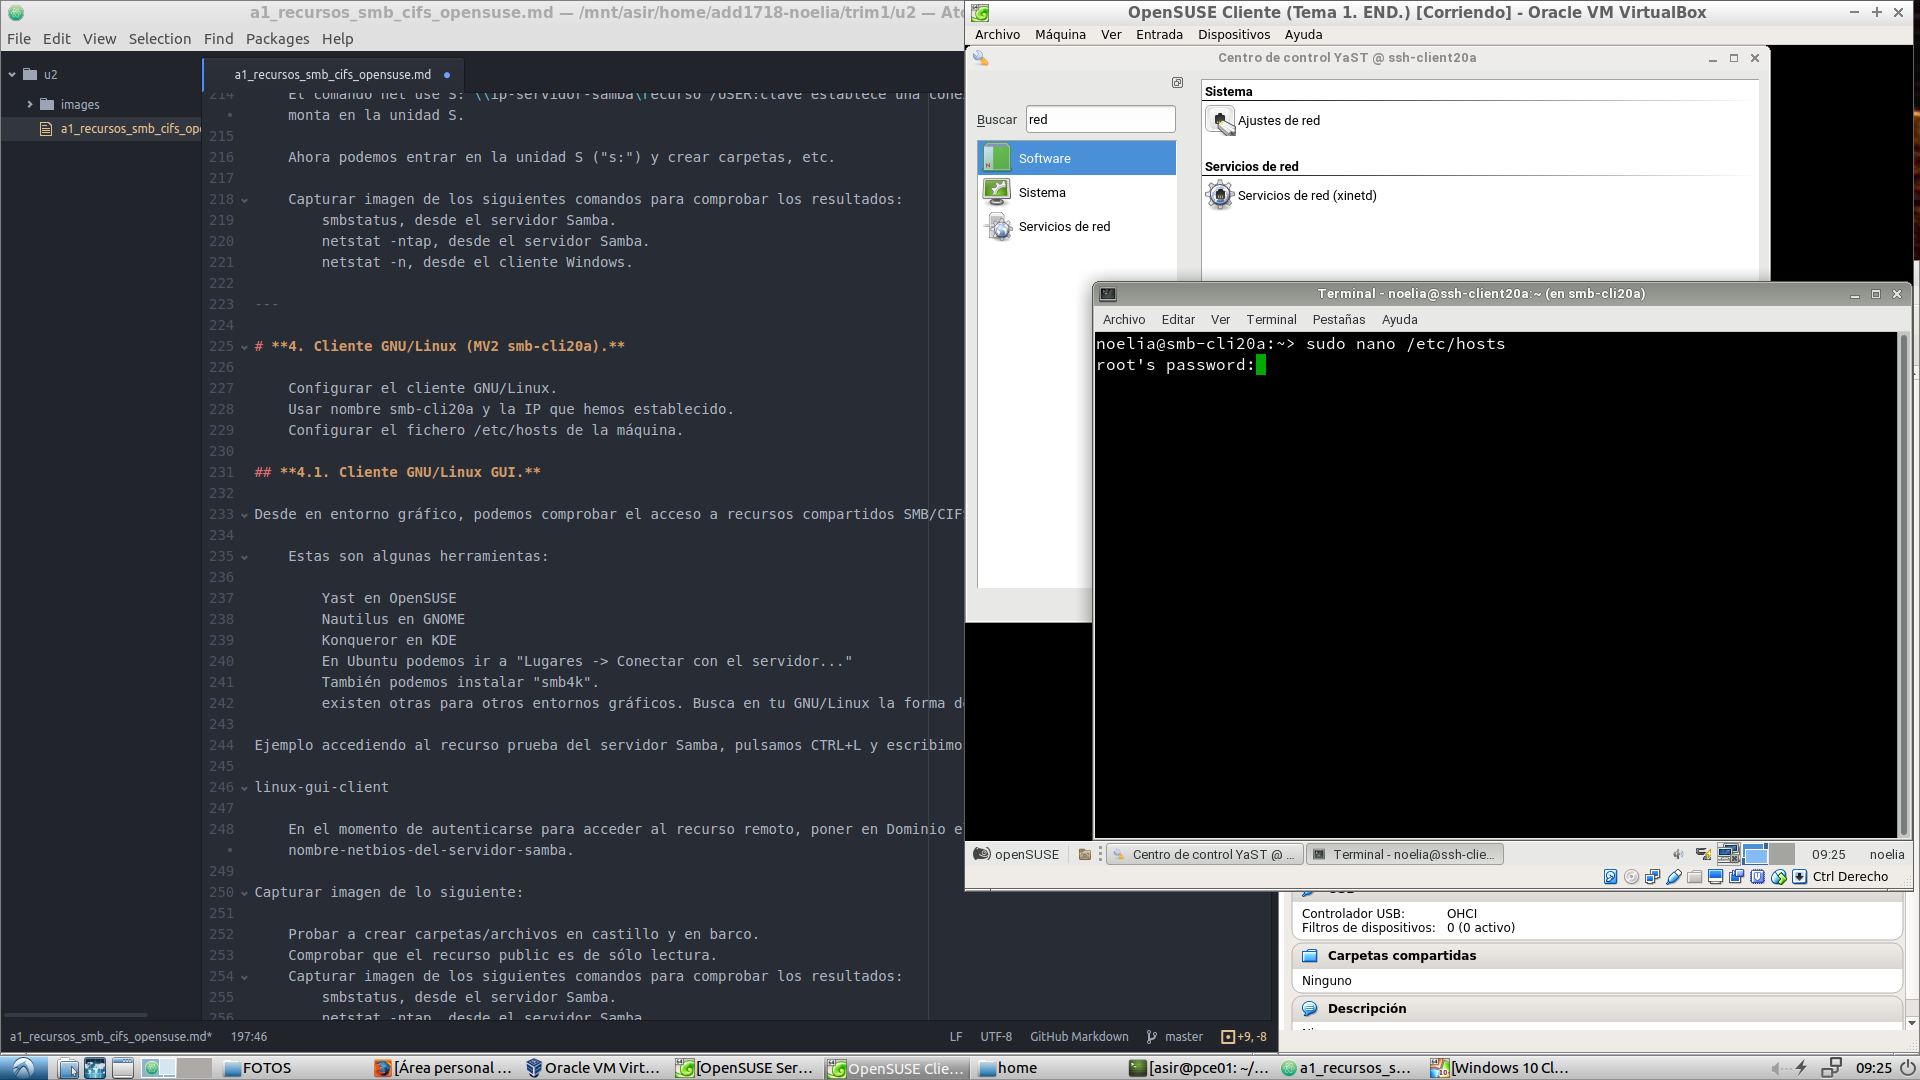 a1_recursos_smb_cifs_opensuse.md — /mnt/asir/home/add1718-noelia/trim1/u2 — Ato
File Edit View Selection Find Packages Help
u2
images
a1_recursos_smb_cifs_ope
a1_recursos_smb_cifs_opensuse.md
214 El comando net use S: \\ip-servidor-samba\recurso /USER:clave establece una cone
• monta en la unidad S.
215
216 Ahora podemos entrar en la unidad S ("s:") y crear carpetas, etc.
217
218 Capturar imagen de los siguientes comandos para comprobar los resultados:
219 smbstatus, desde el servidor Samba.
220 netstat -ntap, desde el servidor Samba.
221 netstat -n, desde el cliente Windows.
222
223 ---
224
225 # **4. Cliente GNU/Linux (MV2 smb-cli20a).**
226
227 Configurar el cliente GNU/Linux.
228 Usar nombre smb-cli20a y la IP que hemos establecido.
229 Configurar el fichero /etc/hosts de la máquina.
230
231 ## **4.1. Cliente GNU/Linux GUI.**
232
233 Desde en entorno gráfico, podemos comprobar el acceso a recursos compartidos SMB/CIF
234
235 Estas son algunas herramientas:
236
237 Yast en OpenSUSE
238 Nautilus en GNOME
239 Konqueror en KDE
240 En Ubuntu podemos ir a "Lugares -> Conectar con el servidor..."
241 También podemos instalar "smb4k".
242 existen otras para otros entornos gráficos. Busca en tu GNU/Linux la forma d
243
244 Ejemplo accediendo al recurso prueba del servidor Samba, pulsamos CTRL+L y escribimo
245
246 linux-gui-client
247
248 En el momento de autenticarse para acceder al recurso remoto, poner en Dominio e
• nombre-netbios-del-servidor-samba.
249
250 Capturar imagen de lo siguiente:
251
252 Probar a crear carpetas/archivos en castillo y en barco.
253 Comprobar que el recurso public es de sólo lectura.
254 Capturar imagen de los siguientes comandos para comprobar los resultados:
255 smbstatus, desde el servidor Samba.
256 netstat -ntap, desde el servidor Samba.
a1_recursos_smb_cifs_opensuse.md* 197:46 LF UTF-8 GitHub Markdown master +9, -8
OpenSUSE Cliente (Tema 1. END.) [Corriendo] - Oracle VM VirtualBox
Archivo Máquina Ver Entrada Dispositivos Ayuda
Centro de control YaST @ ssh-client20a
Buscar red
Software
Sistema
Servicios de red
Sistema
Ajustes de red
Servicios de red
Servicios de red (xinetd)
Terminal - noelia@ssh-client20a:~ (en smb-cli20a)
Archivo Editar Ver Terminal Pestañas Ayuda
noelia@smb-cli20a:~> sudo nano /etc/hosts
root's password:
openSUSE Centro de control YaST @ ... Terminal - noelia@ssh-clie... 09:25 noelia
Ctrl Derecho
Controlador USB: OHCI
Filtros de dispositivos: 0 (0 activo)
Carpetas compartidas
Ninguno
Descripción
FOTOS [Área personal ... Oracle VM Virt... [OpenSUSE Ser... OpenSUSE Clie... home [asir@pce01: ~/... a1_recursos_s... [Windows 10 Cl... 09:25